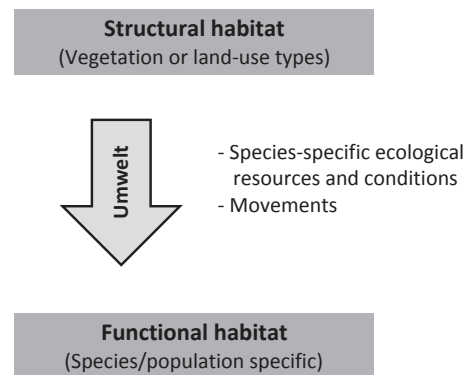 Structural habitat
(Vegetation or land-use types)
Umwelt
- Species-specific ecological
resources and conditions
- Movements
Functional habitat
(Species/population specific)